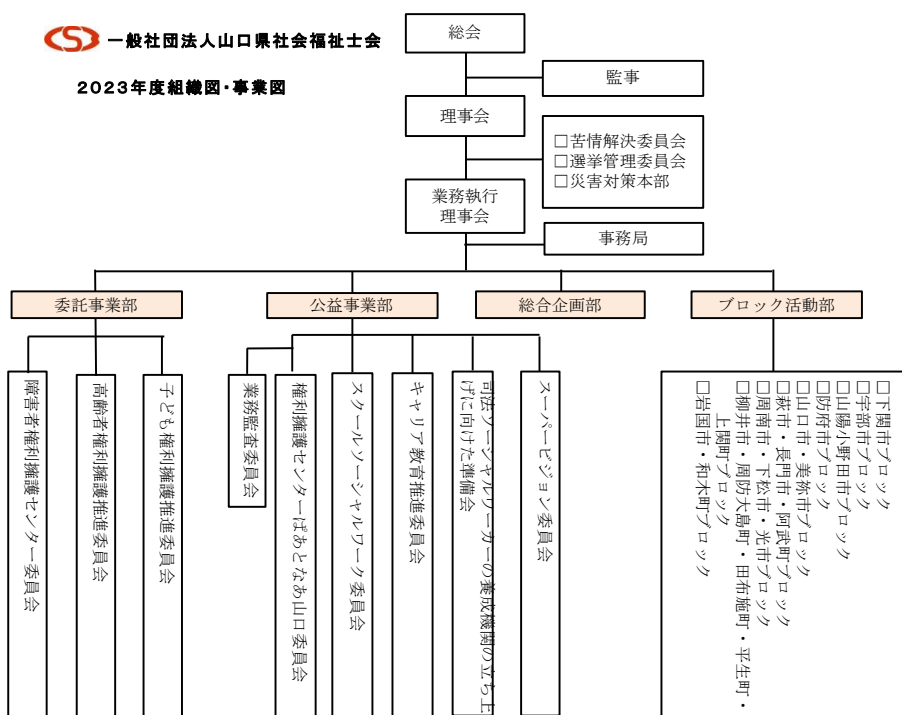 一般社団法人山口県社会福祉士会
2023年度組織図・事業図
総会
監事
理事会
□苦情解決委員会
□選挙管理委員会
□災害対策本部
業務執行
理事会
事務局
委託事業部
公益事業部
総合企画部
ブロック活動部
障害者権利擁護センター委員会
高齢者権利擁護推進委員会
子ども権利擁護推進委員会
業務監査委員会
権利擁護センターぱあとなあ山口委員会
スクールソーシャルワーク委員会
キャリア教育推進委員会
司法ソーシャルワーカーの養成機関の立ち上
げに向けた準備会
スーパービジョン委員会
□下関市ブロック
□宇部市ブロック
□山陽小野田市ブロック
□防府市ブロック
□山口市・美祢市ブロック
□萩市・長門市・阿武町ブロック
□周南市・下松市・光市ブロック
□柳井市・周防大島町・田布施町・平生町・
上関町ブロック
□岩国市・和木町ブロック